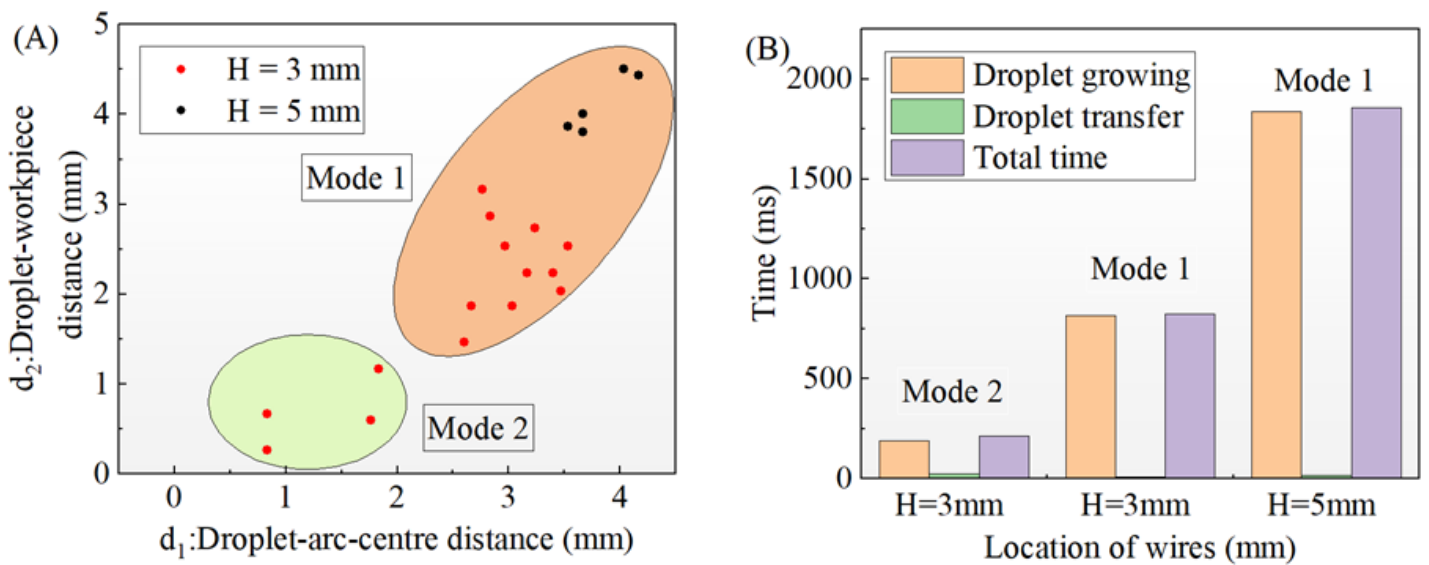 (A)
5
4
3
2
1
0
d₂:Droplet-workpiece
distance (mm)
H = 3 mm
H = 5 mm
Mode 1
Mode 2
0 1 2 3 4
d₁:Droplet-arc-centre distance (mm)
(B)
2000
1500
1000
500
0
Time (ms)
Droplet growing
Droplet transfer
Total time
Mode 1
Mode 1
Mode 2
H=3mm H=3mm H=5mm
Location of wires (mm)